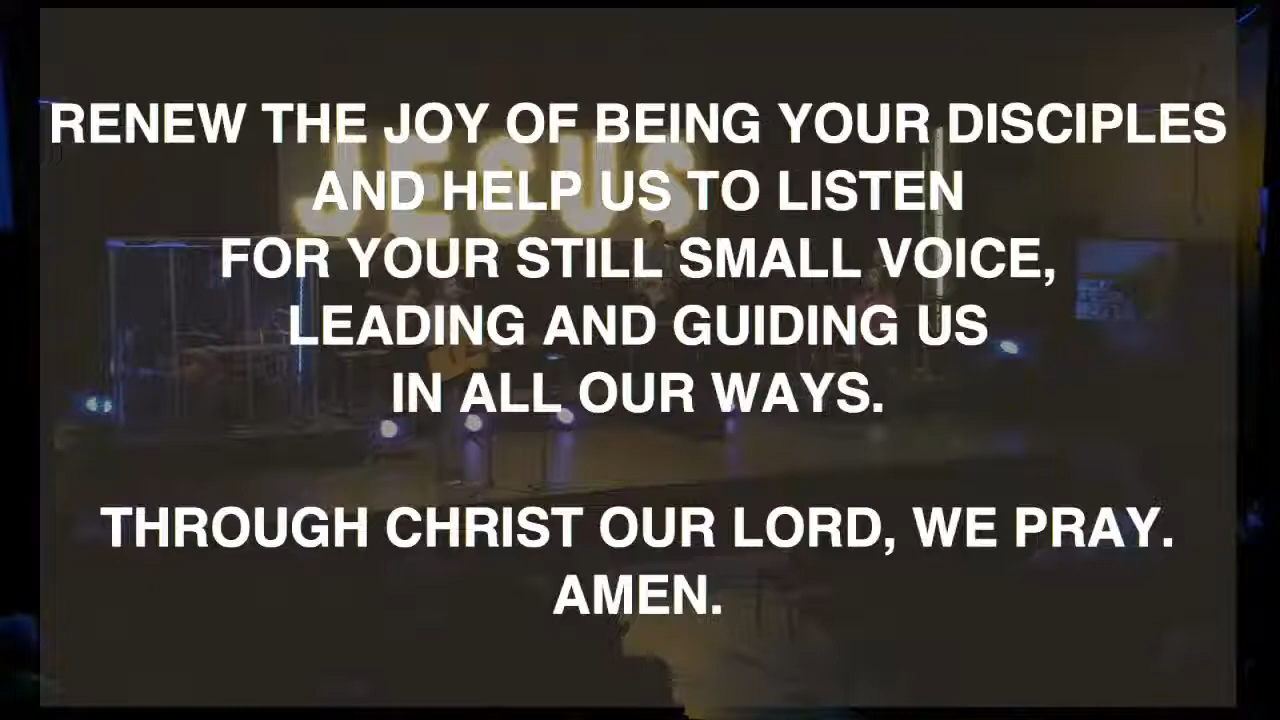 RENEW THE JOY OF BEING YOUR DISCIPLES
AND HELP US TO LISTEN
FOR YOUR STILL SMALL VOICE,
LEADING AND GUIDING US
IN ALL OUR WAYS.
THROUGH CHRIST OUR LORD, WE PRAY.
AMEN.
JESUS